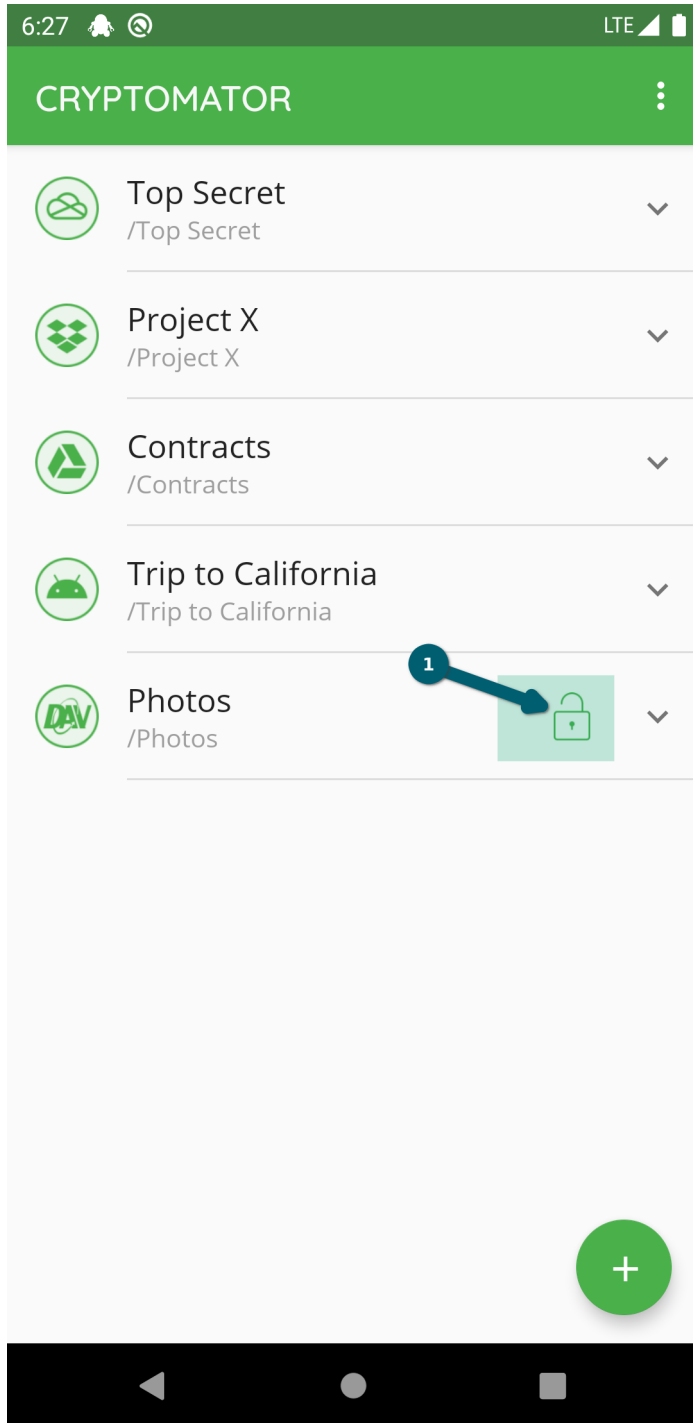 6:27 LTE
CRYPTOMATOR
Top Secret
/Top Secret
Project X
/Project X
Contracts
/Contracts
Trip to California
/Trip to California
1
DAV
Photos
/Photos
+